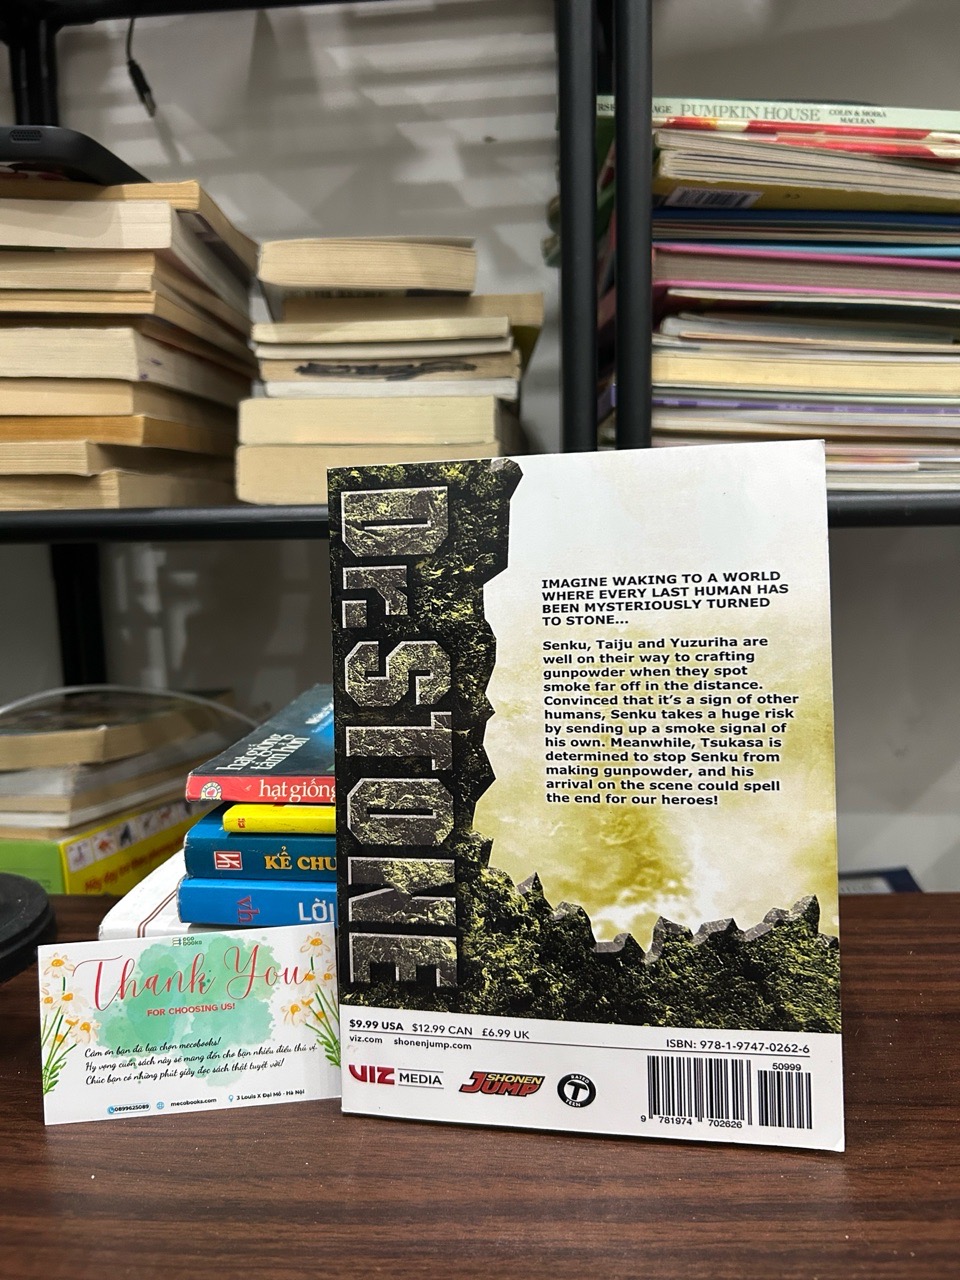 PUMPKIN HOUSE
COLIN & MOIRA
MACLEAN
Dr.STONE
IMAGINE WAKING TO A WORLD
WHERE EVERY LAST HUMAN HAS
BEEN MYSTERIOUSLY TURNED
TO STONE...
Senku, Taiju and Yuzuriha are
well on their way to crafting
gunpowder when they spot
smoke far off in the distance.
Convinced that it's a sign of other
humans, Senku takes a huge risk
by sending up a smoke signal of
his own. Meanwhile, Tsukasa is
determined to stop Senku from
making gunpowder, and his
arrival on the scene could spell
the end for our heroes!
$9.99 USA $12.99 CAN £6.99 UK
viz.com shonenjump.com
ISBN: 978-1-9747-0262-6
50999
VIZ MEDIA
SHONEN
JUMP
RATED
T
TEEN
9 781974 702626
hạt giống
tâm hồn
hạt giống
KỂ CHU
LỜI
Thank You
FOR CHOOSING US!
Cảm ơn bạn đã lựa chọn mecobooks!
Hy vọng cuốn sách này sẽ mang đến cho bạn nhiều điều thú vị.
Chúc bạn có những phút giây đọc sách thật tuyệt vời!
0899625089 mecobooks.com 3 Louis X Đại Mỗ - Hà Nội